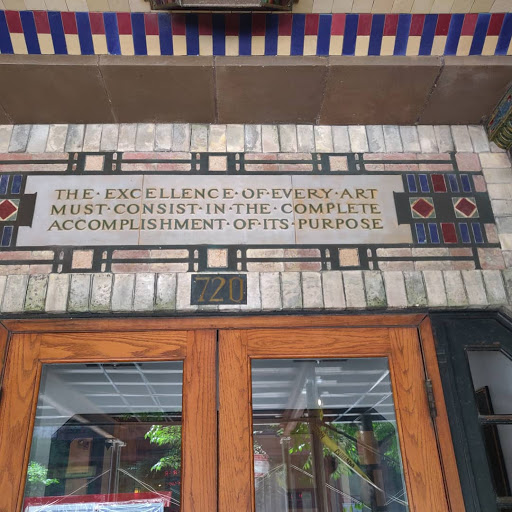 THE·EXCELLENCE·OF·EVERY·ART
MUST·CONSIST·IN·THE·COMPLETE
ACCOMPLISHMENT·OF·ITS·PURPOSE
720